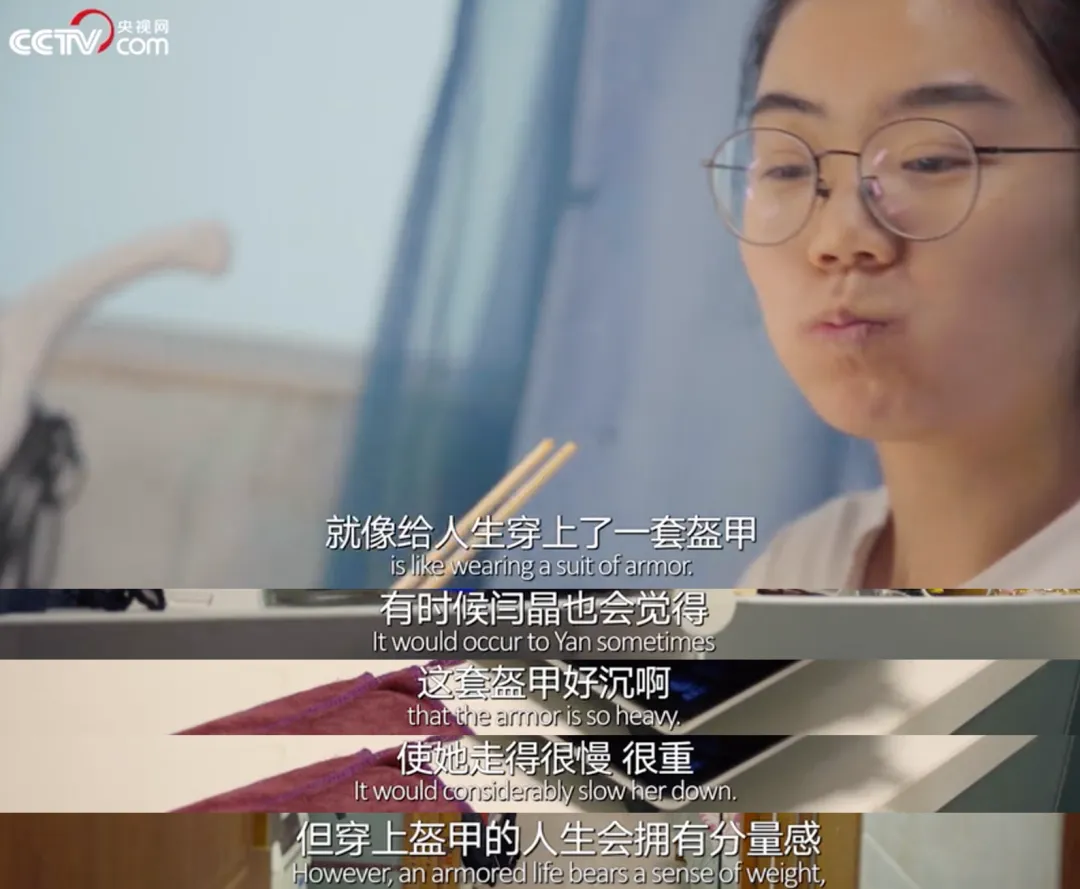 CCTV 央视网
com
就像给人生穿上了一套盔甲
is like wearing a suit of armor.
有时候闫晶也会觉得
It would occur to Yan sometimes
这套盔甲好沉啊
that the armor is so heavy.
使她走得很慢 很重
It would considerably slow her down.
但穿上盔甲的人生会拥有分量感
However, an armored life bears a sense of weight,